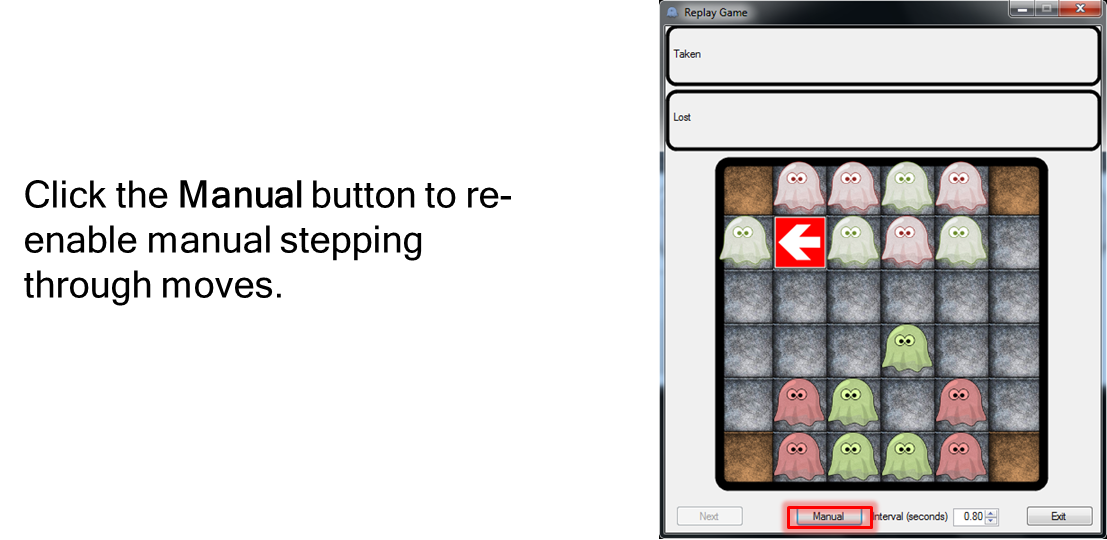 Replay Game
Taken
Lost
Click the Manual button to re-
enable manual stepping
through moves.
Next Manual Interval (seconds) 0.80 Exit